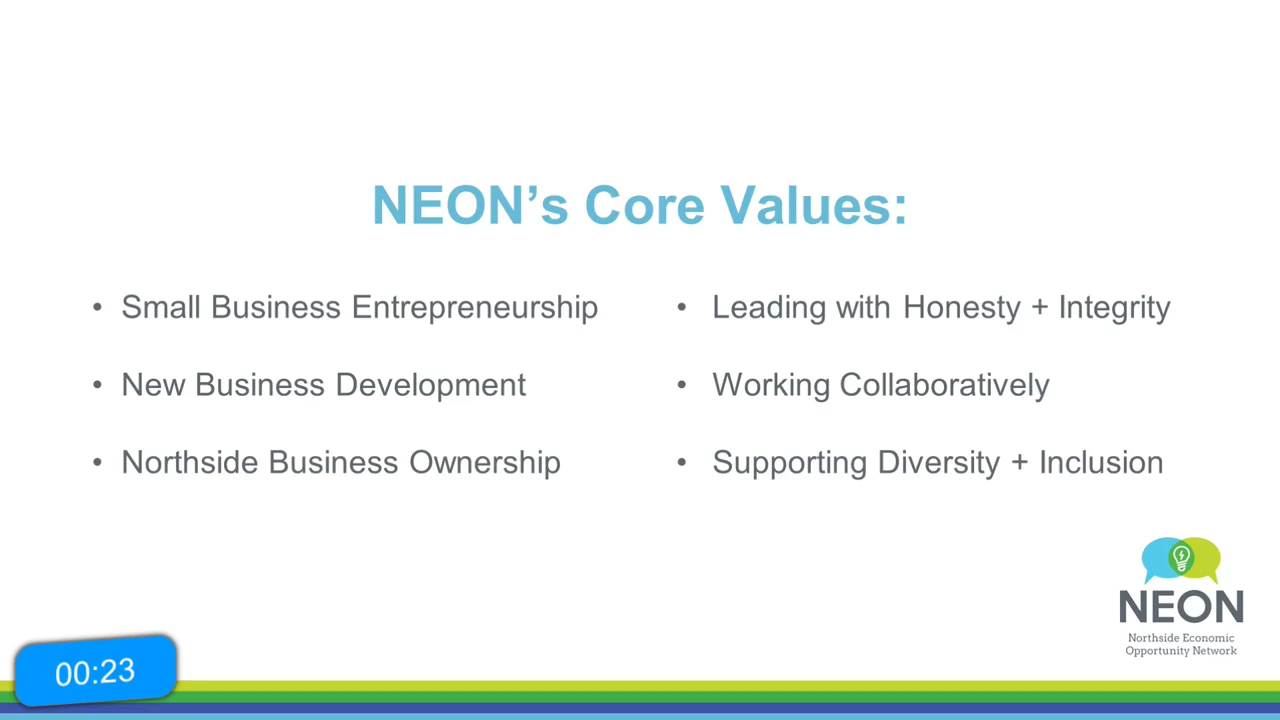 NEON’s Core Values:
• Small Business Entrepreneurship
• New Business Development
• Northside Business Ownership
• Leading with Honesty + Integrity
• Working Collaboratively
• Supporting Diversity + Inclusion
NEON
Northside Economic
Opportunity Network
00:23